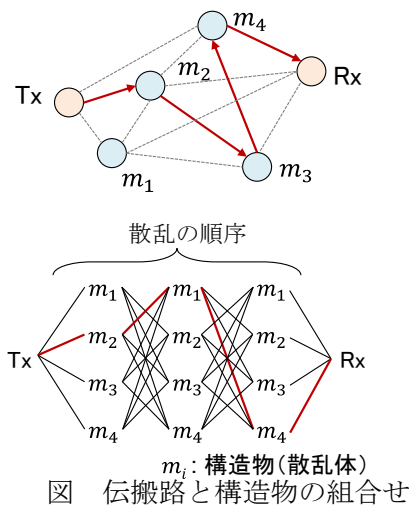 m₄
m₂
Tx
Rx
m₁
m₃
散乱の順序
m₁ m₁ m₁
m₂ m₂ m₂
Tx
Rx
m₃ m₃ m₃
m₄ m₄ m₄
mᵢ: 構造物(散乱体)
図 伝搬路と構造物の組合せ